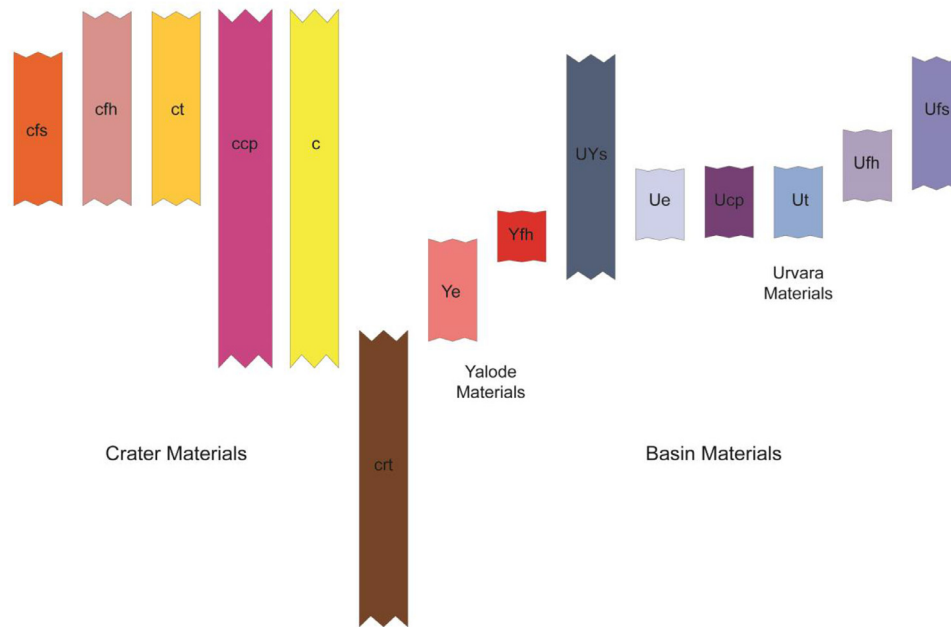 cfs
cfh
ct
ccp
c
crt
Ye
Yfh
UYs
Ue
Ucp
Ut
Ufh
Ufs
Urvara
Materials
Yalode
Materials
Crater Materials
Basin Materials